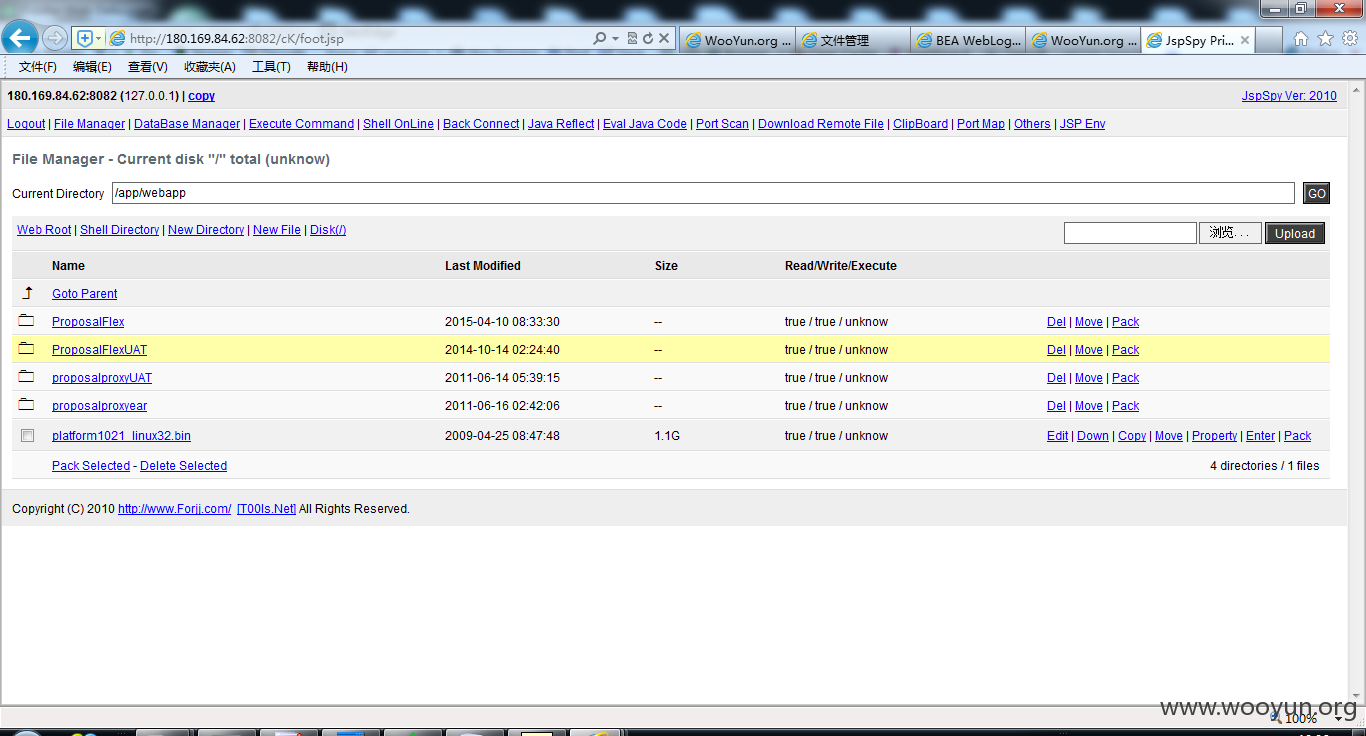 http://180.169.84.62:8082/cK/foot.jsp
WooYun.org ...
文件管理
BEA WebLog...
WooYun.org ...
JspSpy Pri...
文件(F) 编辑(E) 查看(V) 收藏夹(A) 工具(T) 帮助(H)
180.169.84.62:8082 (127.0.0.1) | copy JspSpy Ver: 2010
Logout | File Manager | DataBase Manager | Execute Command | Shell OnLine | Back Connect | Java Reflect | Eval Java Code | Port Scan | Download Remote File | ClipBoard | Port Map | Others | JSP Env
File Manager - Current disk "/" total (unknow)
Current Directory /app/webapp GO
Web Root | Shell Directory | New Directory | New File | Disk(/) 浏览... Upload
Name Last Modified Size Read/Write/Execute
Goto Parent
ProposalFlex 2015-04-10 08:33:30 -- true / true / unknow Del | Move | Pack
ProposalFlexUAT 2014-10-14 02:24:40 -- true / true / unknow Del | Move | Pack
proposalproxyUAT 2011-06-14 05:39:15 -- true / true / unknow Del | Move | Pack
proposalproxyear 2011-06-16 02:42:06 -- true / true / unknow Del | Move | Pack
platform1021_linux32.bin 2009-04-25 08:47:48 1.1G true / true / unknow Edit | Down | Copy | Move | Property | Enter | Pack
Pack Selected - Delete Selected 4 directories / 1 files
Copyright (C) 2010 http://www.Forjj.com/ [T00ls.Net] All Rights Reserved.
www.wooyun.org
100%